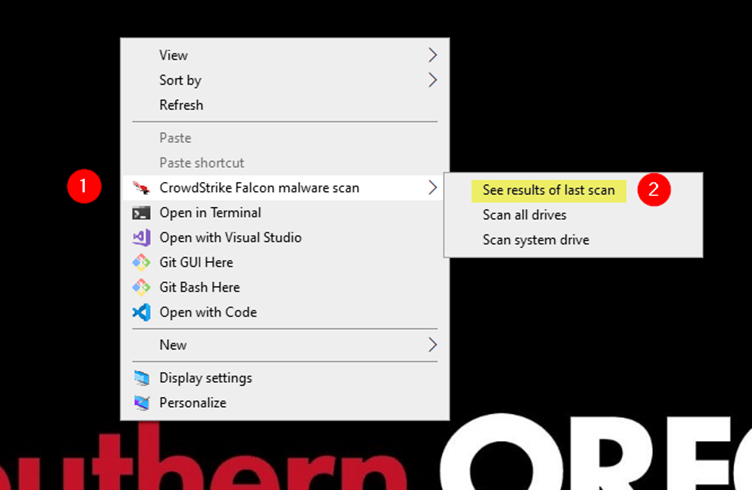 View
Sort by
Refresh
Paste
Paste shortcut
1
CrowdStrike Falcon malware scan
See results of last scan
2
Scan all drives
Scan system drive
Open in Terminal
Open with Visual Studio
Git GUI Here
Git Bash Here
Open with Code
New
Display settings
Personalize